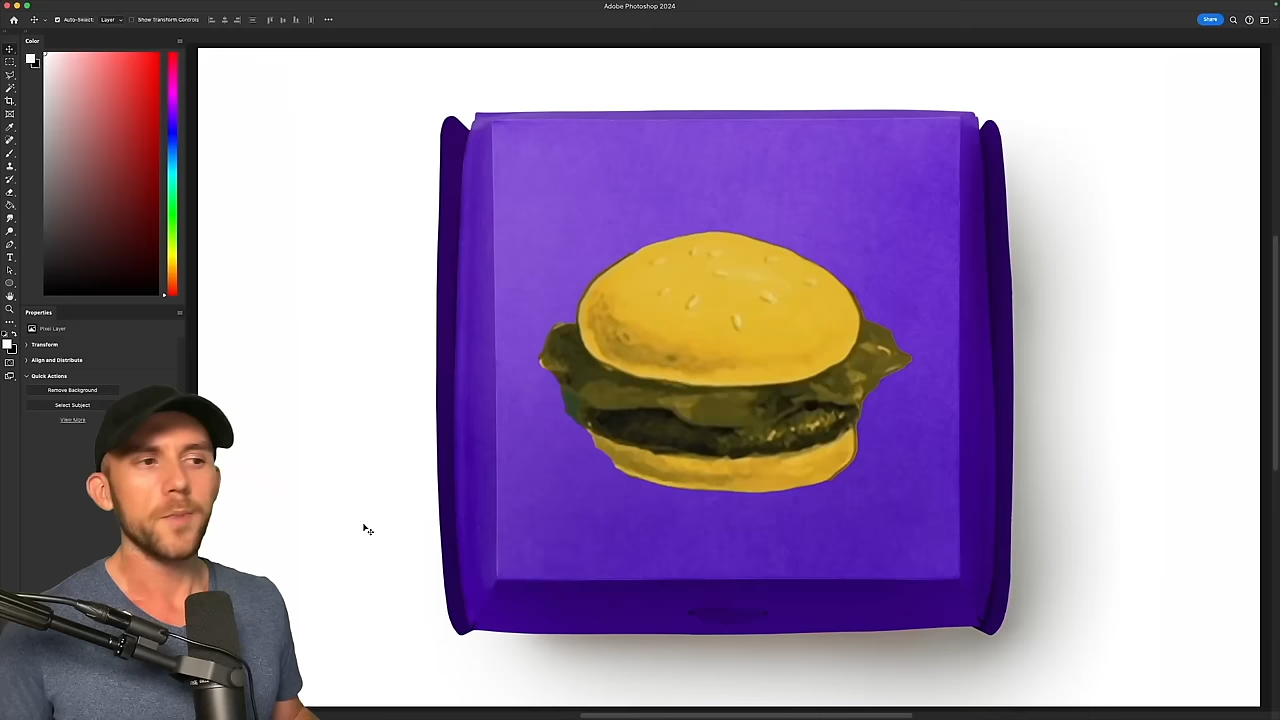 Adobe Photoshop 2024
Auto-Select: Layer Show Transform Controls
Share
Color
Properties
Pixel Layer
Transform
Align and Distribute
Quick Actions
Remove Background
Select Subject
View More